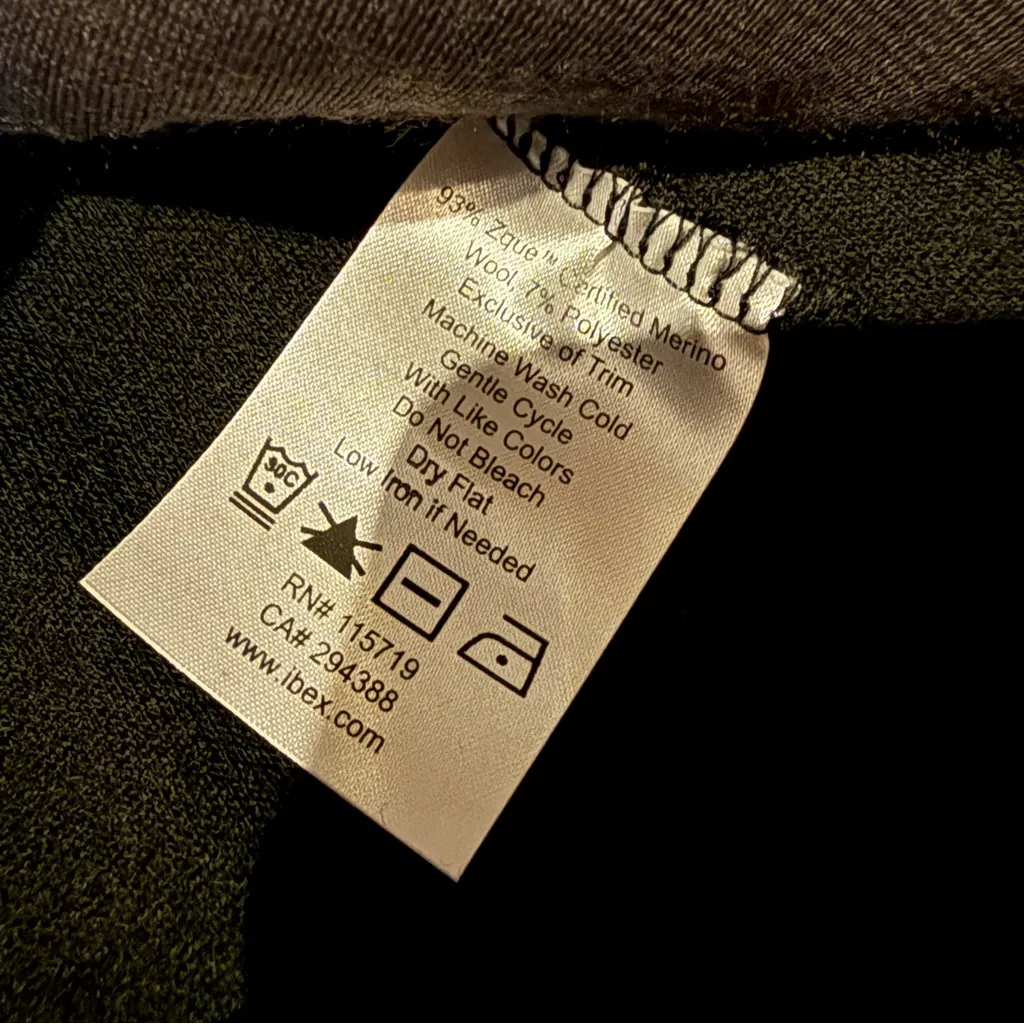 93% Zque™ Certified Merino
Wool, 7% Polyester
Exclusive of Trim
Machine Wash Cold
Gentle Cycle
With Like Colors
Do Not Bleach
Dry Flat
Low Iron if Needed
30C
RN# 115719
CA# 294388
www.ibex.com